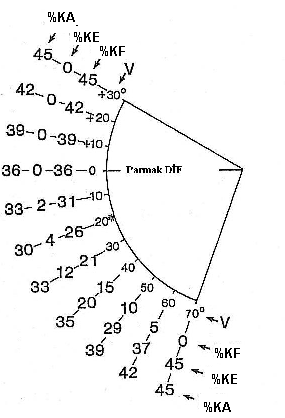 %KA
%KE
%KF
V
45 0 45 +30°
42 0 42 +20
39-0-39 +10
36-0-36-0
Parmak DİF
33-2-31 10
30-4-26 20°
33 12 21 30
35 20 15 40
39 29 10 50
42 37 5 60
45 45 0 70°
V
%KF
%KE
%KA